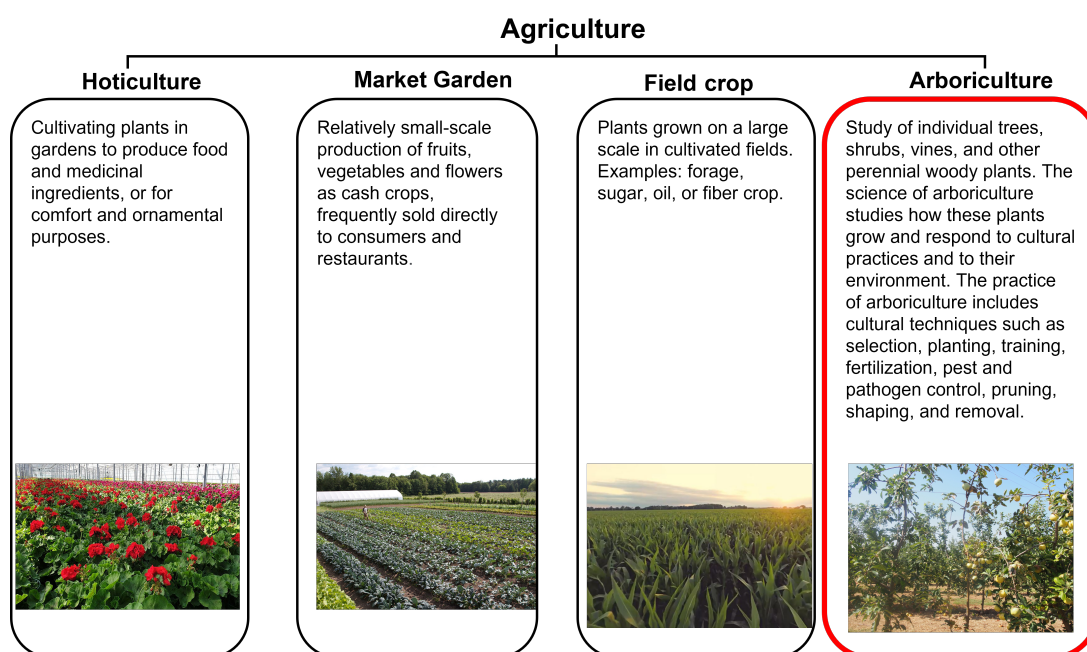 Agriculture
Hoticulture
Cultivating plants in
gardens to produce food
and medicinal
ingredients, or for
comfort and ornamental
purposes.
Market Garden
Relatively small-scale
production of fruits,
vegetables and flowers
as cash crops,
frequently sold directly
to consumers and
restaurants.
Field crop
Plants grown on a large
scale in cultivated fields.
Examples: forage,
sugar, oil, or fiber crop.
Arboriculture
Study of individual trees,
shrubs, vines, and other
perennial woody plants. The
science of arboriculture
studies how these plants
grow and respond to cultural
practices and to their
environment. The practice
of arboriculture includes
cultural techniques such as
selection, planting, training,
fertilization, pest and
pathogen control, pruning,
shaping, and removal.